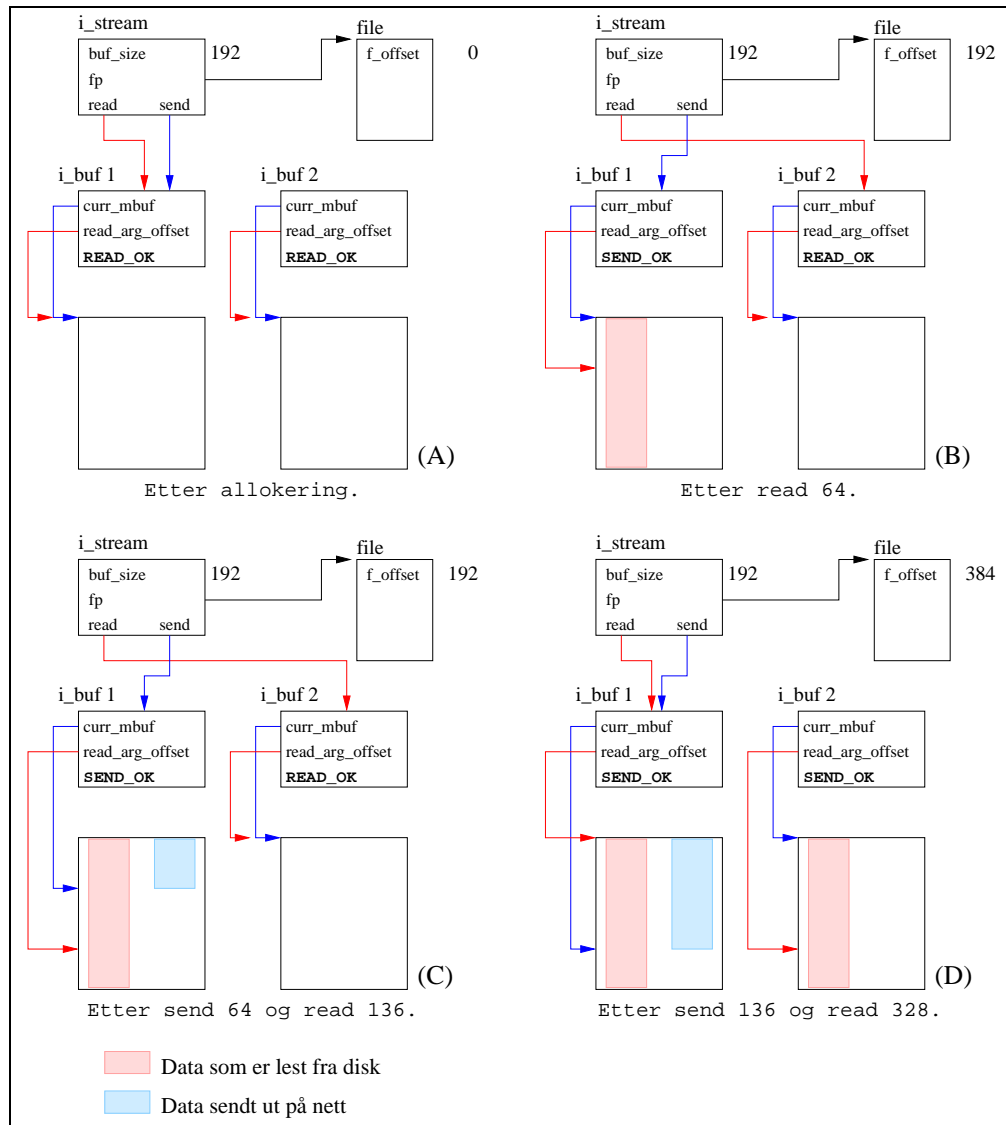 i_stream
file
buf_size
192
f_offset
0
fp
read send
i_buf 1
i_buf 2
curr_mbuf
curr_mbuf
read_arg_offset
read_arg_offset
READ_OK
READ_OK
(A)
Etter allokering.
i_stream
file
buf_size
192
f_offset
192
fp
read send
i_buf 1
i_buf 2
curr_mbuf
curr_mbuf
read_arg_offset
read_arg_offset
SEND_OK
READ_OK
(B)
Etter read 64.
i_stream
file
buf_size
192
f_offset
192
fp
read send
i_buf 1
i_buf 2
curr_mbuf
curr_mbuf
read_arg_offset
read_arg_offset
SEND_OK
READ_OK
(C)
Etter send 64 og read 136.
i_stream
file
buf_size
192
f_offset
384
fp
read send
i_buf 1
i_buf 2
curr_mbuf
curr_mbuf
read_arg_offset
read_arg_offset
SEND_OK
SEND_OK
(D)
Etter send 136 og read 328.
Data som er lest fra disk
Data sendt ut på nett